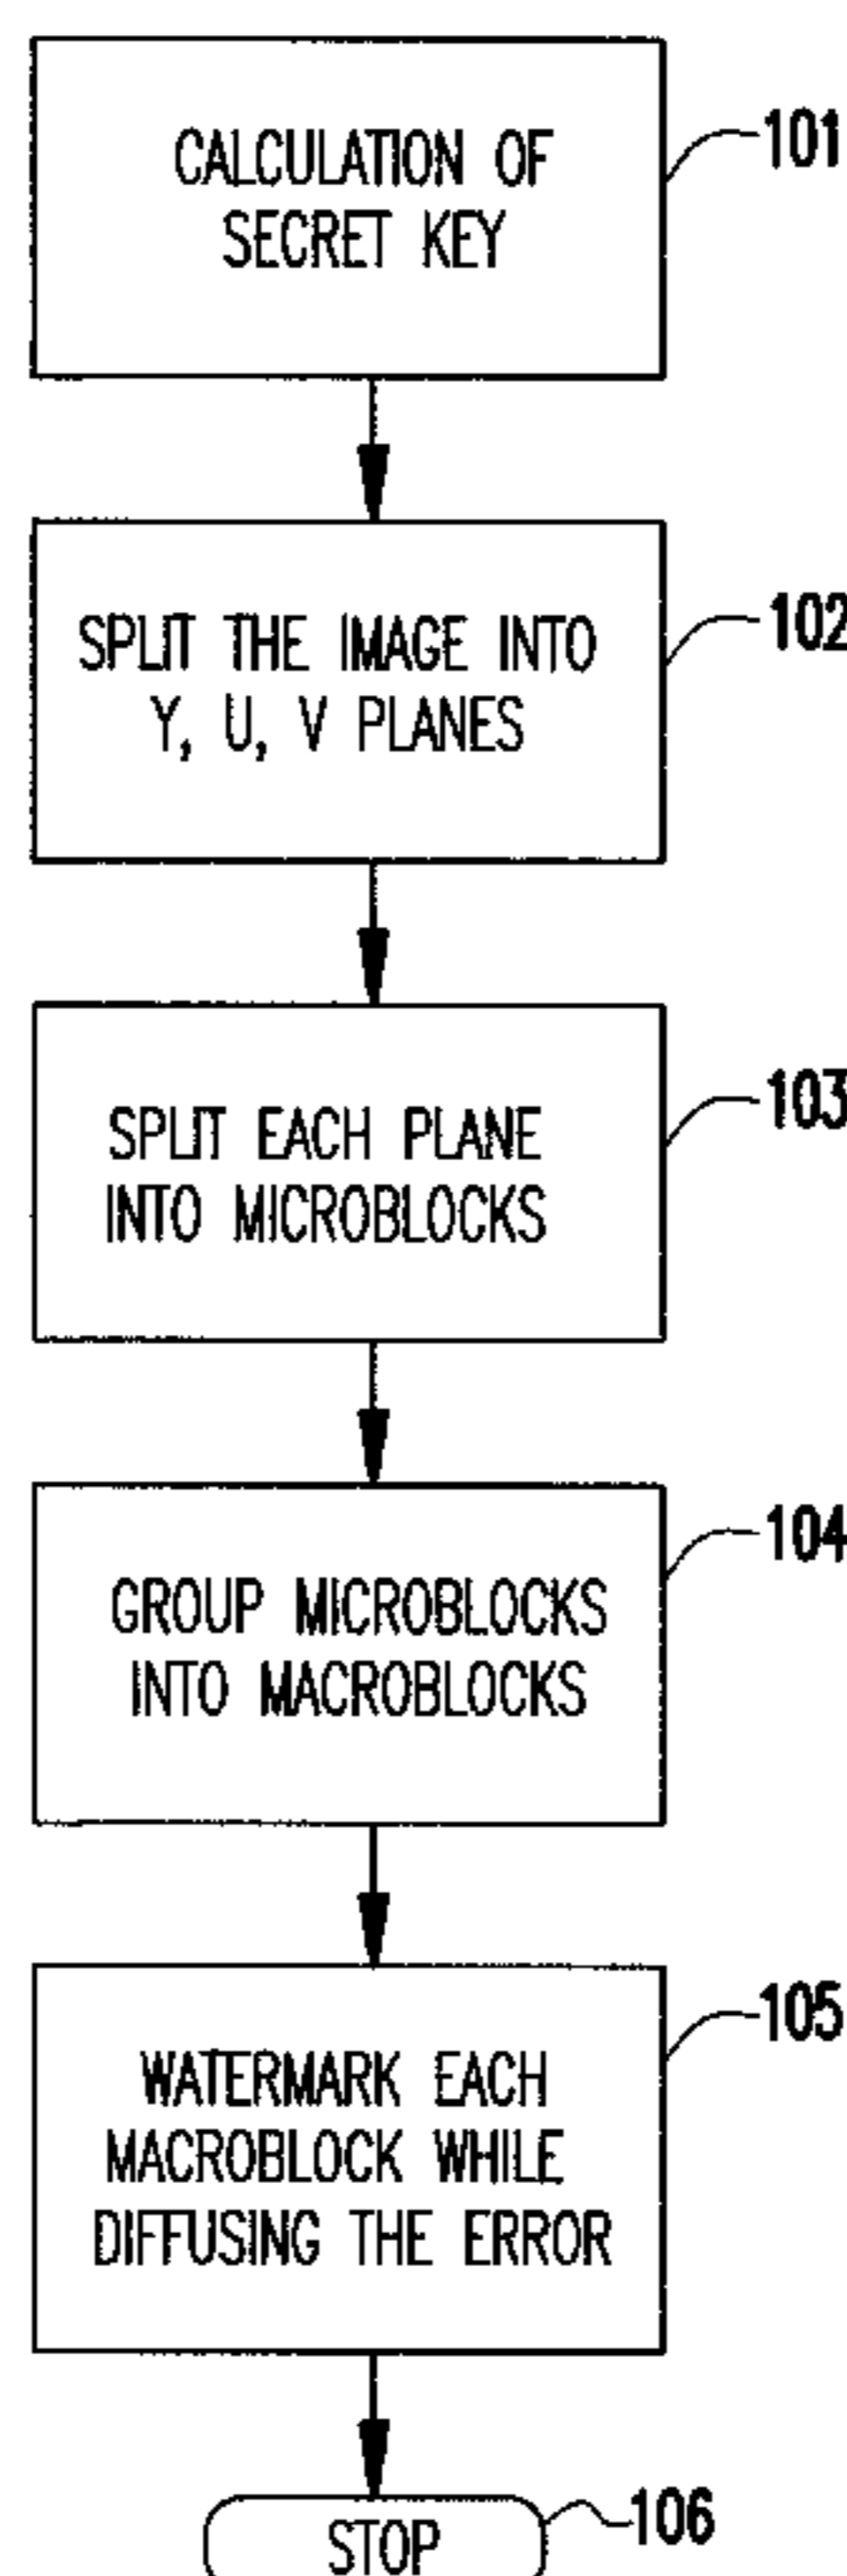 CALCULATION OF
SECRET KEY
101
SPLIT THE IMAGE INTO
Y, U, V PLANES
102
SPLIT EACH PLANE
INTO MICROBLOCKS
103
GROUP MICROBLOCKS
INTO MACROBLOCKS
104
WATERMARK EACH
MACROBLOCK WHILE
DIFFUSING THE ERROR
105
STOP
106